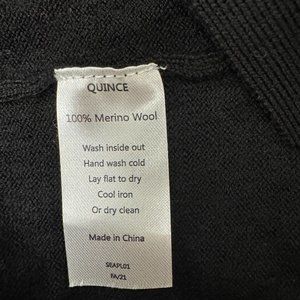 QUINCE
100% Merino Wool
Wash inside out
Hand wash cold
Lay flat to dry
Cool iron
Or dry clean
Made in China
SEAPL01
FA/21